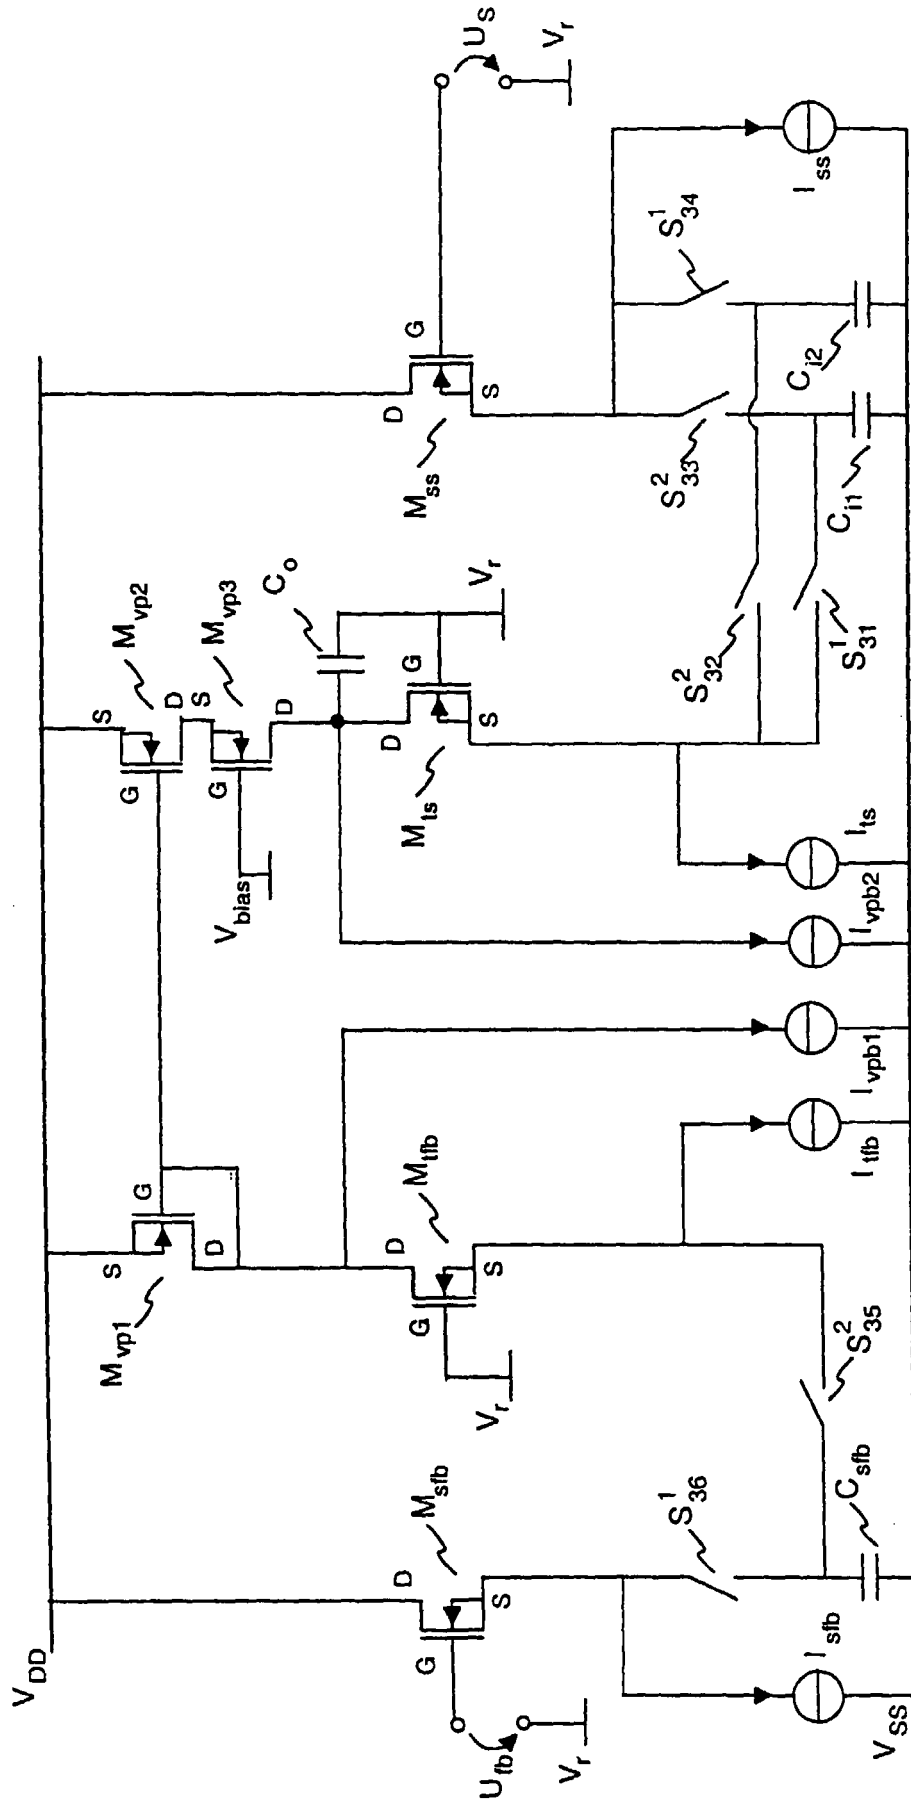 V_DD
S
G
D
M_vp1
S
G
D
M_vp2
S
G
D
M_vp3
V_bias
C_o
D
G
S
M_sfb
U_fb
V_r
D
G
S
M_tfb
V_r
D
G
S
M_ts
V_r
D
G
S
M_ss
U_S
V_r
S^1_36
S^2_35
S^2_32
S^1_31
S^2_33
S^1_34
I_sfb
C_sfb
I_tfb
I_vpb1
I_vpb2
I_ts
C_i1
C_i2
I_ss
V_SS